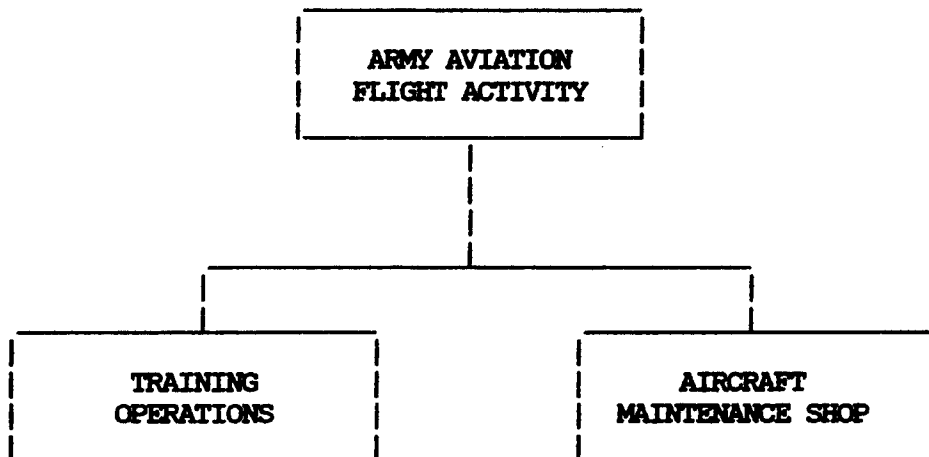 ARMY AVIATION
FLIGHT ACTIVITY
TRAINING
OPERATIONS
AIRCRAFT
MAINTENANCE SHOP